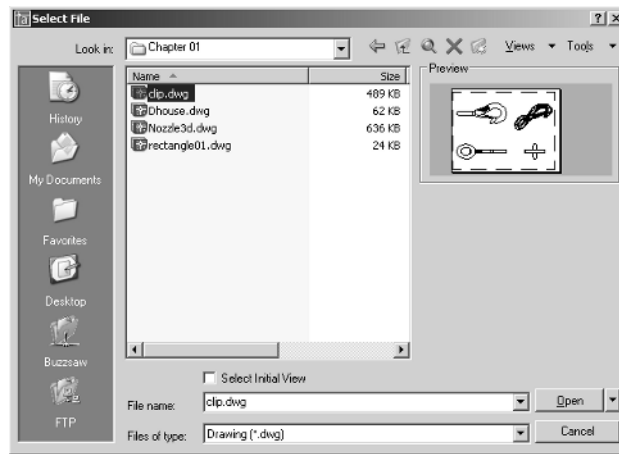 Select File
Look in: Chapter 01 Views Tools
Name Size
clip.dwg 489 KB
Dhouse.dwg 62 KB
Nozzle3d.dwg 636 KB
rectangle01.dwg 24 KB
Preview
History
My Documents
Favorites
Desktop
Buzzsaw
FTP
Select Initial View
File name: clip.dwg Open
Files of type: Drawing (*.dwg) Cancel